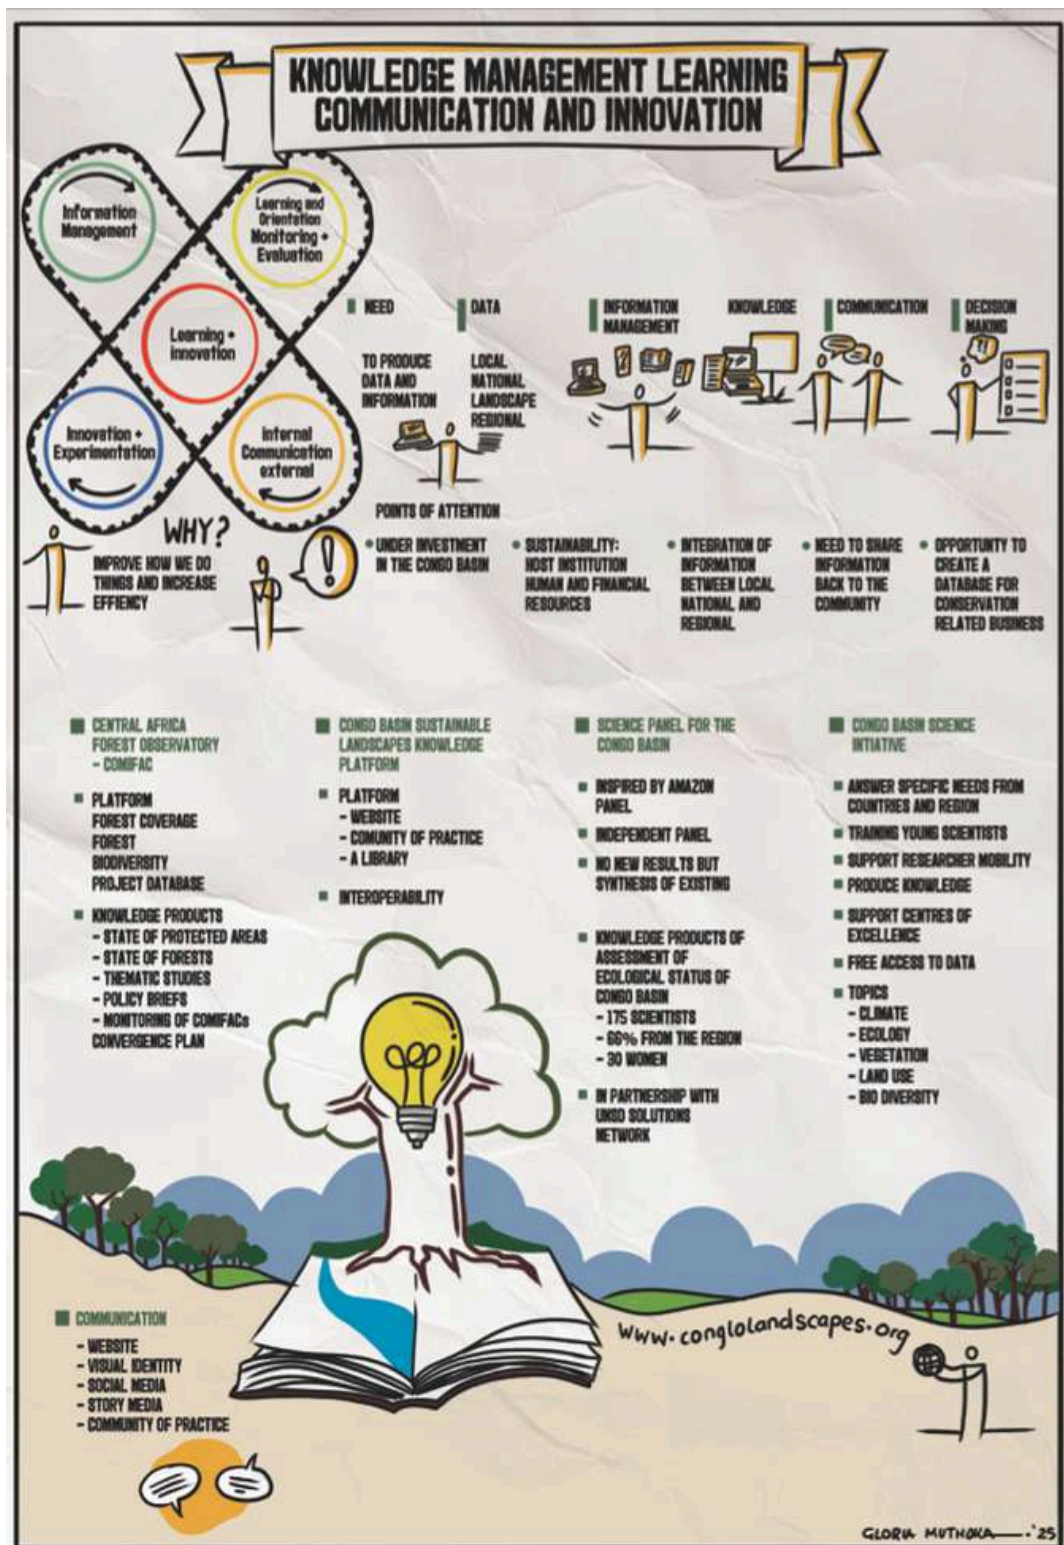 KNOWLEDGE MANAGEMENT LEARNING
COMMUNICATION AND INNOVATION
Information
Management
Learning and
Orientation
Monitoring +
Evaluation
Learning +
innovation
Innovation +
Experimentation
internal
Communication
external
NEED
TO PRODUCE
DATA AND
INFORMATION
DATA
LOCAL
NATIONAL
LANDSCAPE
REGIONAL
INFORMATION
MANAGEMENT
KNOWLEDGE
COMMUNICATION
DECISION
MAKING
WHY?
IMPROVE HOW WE DO
THINGS AND INCREASE
EFFIENCY
!
POINTS OF ATTENTION
• UNDER INVESTMENT
IN THE CONGO BASIN
• SUSTAINABILITY:
HOST INSTITUTION
HUMAN AND FINANCIAL
RESOURCES
• INTEGRATION OF
INFORMATION
BETWEEN LOCAL
NATIONAL AND
REGIONAL
• NEED TO SHARE
INFORMATION
BACK TO THE
COMMUNITY
• OPPORTUNTY TO
CREATE A
DATABASE FOR
CONSERVATION
RELATED BUSINESS
CENTRAL AFRICA
FOREST OBSERVATORY
- COMIFAC
PLATFORM
FOREST COVERAGE
FOREST
BIODIVERSITY
PROJECT DATABASE
KNOWLEDGE PRODUCTS
- STATE OF PROTECTED AREAS
- STATE OF FORESTS
- THEMATIC STUDIES
- POLICY BRIEFS
- MONITORING OF COMIFACs
CONVERGENCE PLAN
CONGO BASIN SUSTAINABLE
LANDSCAPES KNOWLEDGE
PLATFORM
PLATFORM
- WEBSITE
- COMUNITY OF PRACTICE
- A LIBRARY
INTEROPERABILITY
SCIENCE PANEL FOR THE
CONGO BASIN
INSPIRED BY AMAZON
PANEL
INDEPENDENT PANEL
NO NEW RESULTS BUT
SYNTHESIS OF EXISTING
KNOWLEDGE PRODUCTS OF
ASSESSMENT OF
ECOLOGICAL STATUS OF
CONGO BASIN
- 175 SCIENTISTS
- 66% FROM THE REGION
- 30 WOMEN
IN PARTNERSHIP WITH
UNSD SOLUTIONS
NETWORK
CONGO BASIN SCIENCE
INTIATIVE
ANSWER SPECIFIC NEEDS FROM
COUNTRIES AND REGION
TRAINING YOUNG SCIENTISTS
SUPPORT RESEARCHER MOBILITY
PRODUCE KNOWLEDGE
SUPPORT CENTRES OF
EXCELLENCE
FREE ACCESS TO DATA
TOPICS
- CLIMATE
- ECOLOGY
- VEGETATION
- LAND USE
- BIO DIVERSITY
COMMUNICATION
- WEBSITE
- VISUAL IDENTITY
- SOCIAL MEDIA
- STORY MEDIA
- COMMUNITY OF PRACTICE
www.conglolandscapes.org
GLORIA MUTHOKA '25